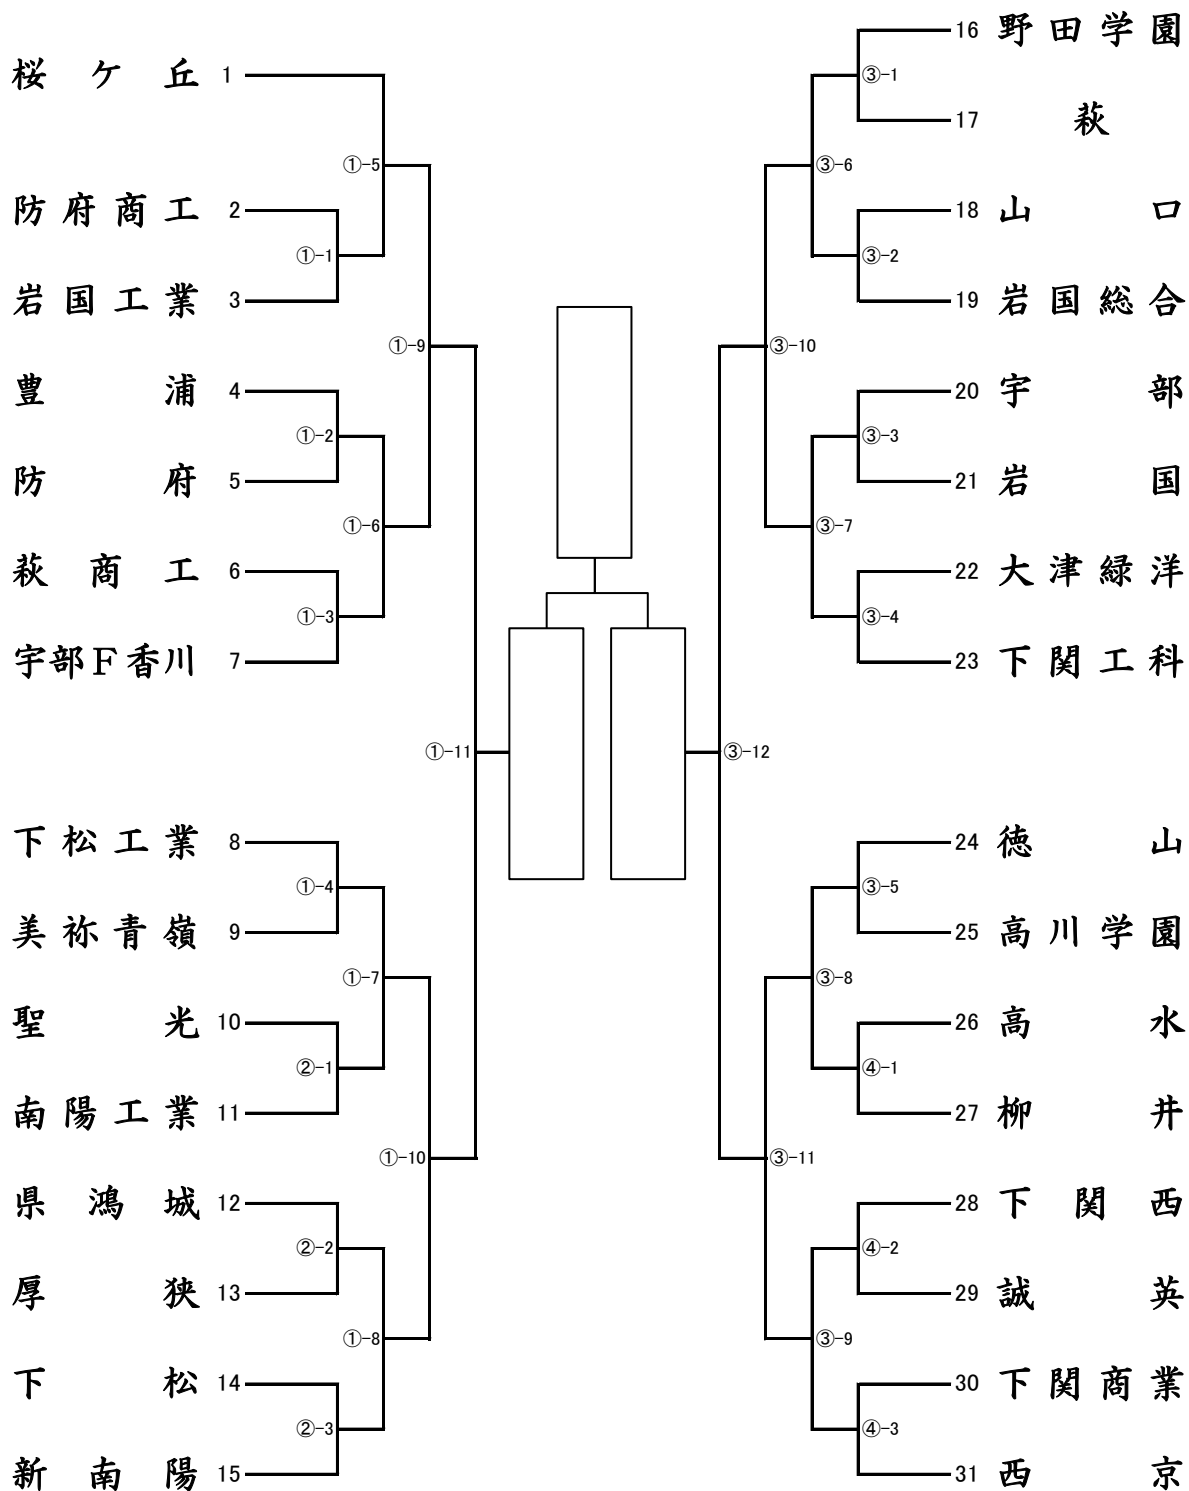 桜ケ丘 1
①-5
防府商工 2
①-1
岩国工業 3
①-9
豊浦 4
①-2
防府 5
①-6
萩商工 6
①-3
宇部F香川 7
①-11
下松工業 8
①-4
美祢青嶺 9
①-7
聖光 10
②-1
南陽工業 11
①-10
県鴻城 12
②-2
厚狭 13
①-8
下松 14
②-3
新南陽 15
16 野田学園
③-1
17 萩
③-6
18 山口
③-2
19 岩国総合
③-10
20 宇部
③-3
21 岩国
③-7
22 大津緑洋
③-4
23 下関工科
③-12
24 徳山
③-5
25 高川学園
③-8
26 高水
④-1
27 柳井
③-11
28 下関西
④-2
29 誠英
③-9
30 下関商業
④-3
31 西京